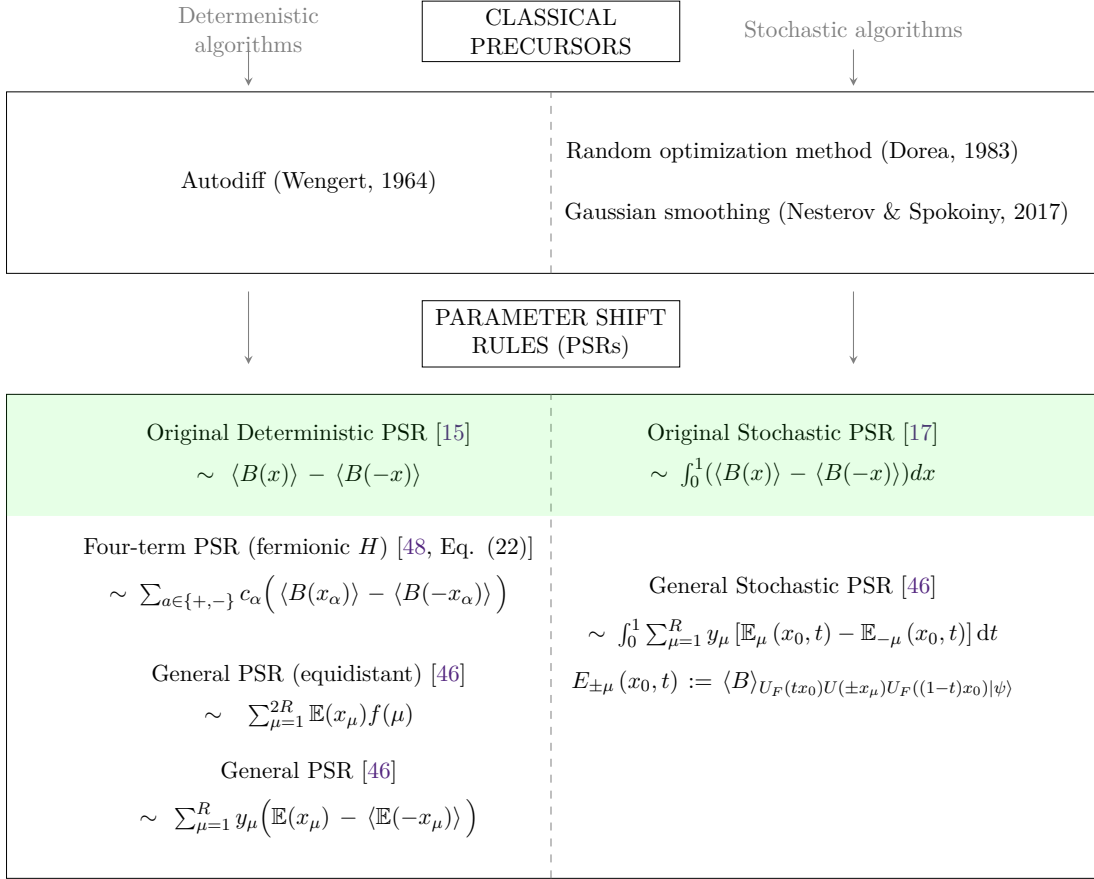 Determenistic
algorithms
CLASSICAL
PRECURSORS
Stochastic algorithms
Autodiff (Wengert, 1964)
Random optimization method (Dorea, 1983)
Gaussian smoothing (Nesterov & Spokoiny, 2017)
PARAMETER SHIFT
RULES (PSRs)
Original Deterministic PSR [15]
∼ ⟨B(x)⟩ − ⟨B(−x)⟩
Original Stochastic PSR [17]
∼ ∫₀¹(⟨B(x)⟩ − ⟨B(−x)⟩)dx
Four-term PSR (fermionic H) [48, Eq. (22)]
∼ ∑_{a∈{+,−}} c_α(⟨B(x_α)⟩ − ⟨B(−x_α)⟩)
General PSR (equidistant) [46]
∼ ∑_{μ=1}^{2R} 𝔼(x_μ)f(μ)
General PSR [46]
∼ ∑_{μ=1}^{R} y_μ(𝔼(x_μ) − ⟨𝔼(−x_μ)⟩)
General Stochastic PSR [46]
∼ ∫₀¹ ∑_{μ=1}^{R} y_μ [𝔼_μ (x₀, t) − 𝔼_{−μ} (x₀, t)] dt
E_{±μ} (x₀, t) := ⟨B⟩_{U_F(tx₀)U(±x_μ)U_F((1−t)x₀)|ψ⟩}